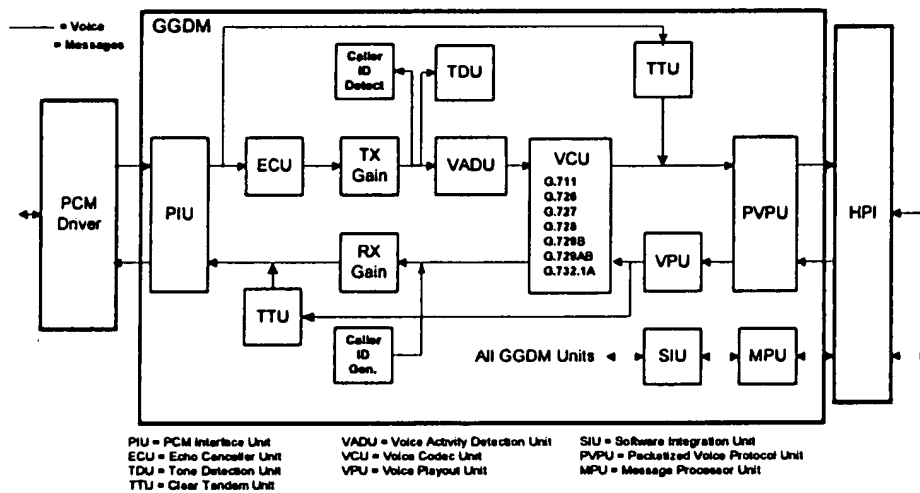 GGDM
= Voice
= Messages
PCM
Driver
PIU
ECU
TX
Gain
Caller
ID
Detect
TDU
VADU
VCU
G.711
G.726
G.727
G.728
G.729B
G.729AB
G.732.1A
TTU
PVPU
HPI
RX
Gain
VPU
TTU
Caller
ID
Gen.
All GGDM Units
SIU
MPU
PIU = PCM Interface Unit
ECU = Echo Canceller Unit
TDU = Tone Detection Unit
TTU = Clear Tandem Unit
VADU = Voice Activity Detection Unit
VCU = Voice Codec Unit
VPU = Voice Playout Unit
SIU = Software Integration Unit
PVPU = Packetized Voice Protocol Unit
MPU = Message Processor Unit